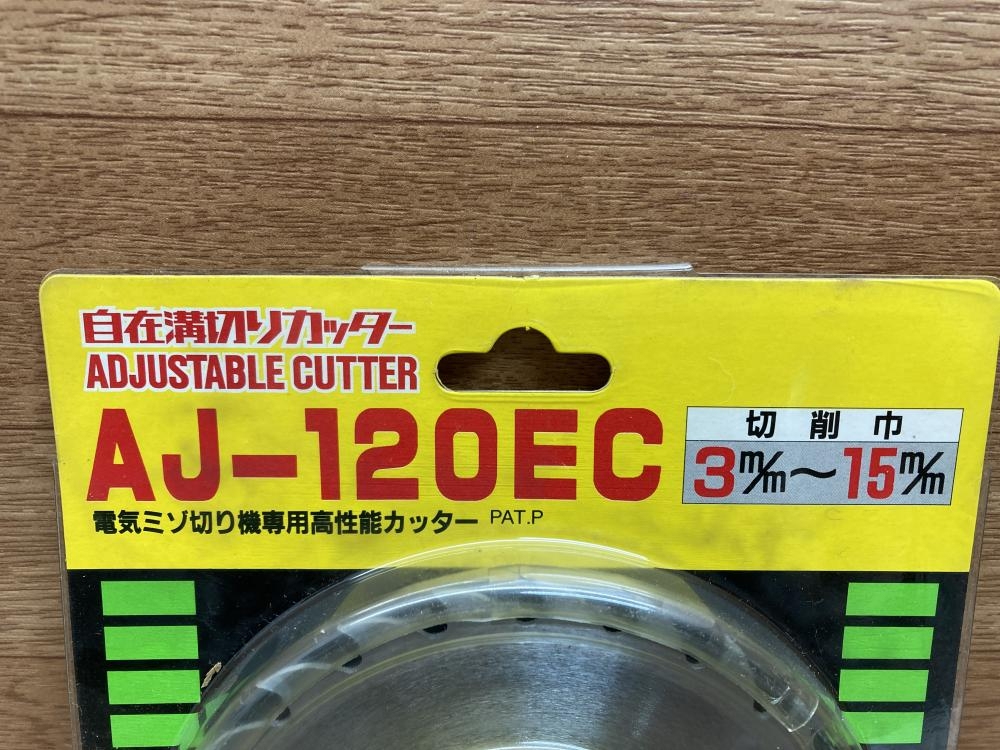 自在溝切りカッター
ADJUSTABLE CUTTER
AJ-120EC
電気ミゾ切り機専用高性能カッター PAT.P
切削巾
3m/m～15m/m